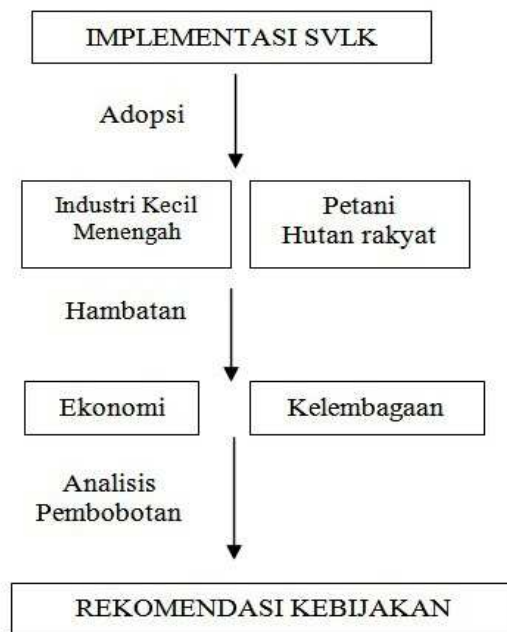 IMPLEMENTASI SVLK
Adopsi
Industri Kecil
Menengah
Petani
Hutan rakyat
Hambatan
Ekonomi
Kelembagaan
Analisis
Pembobotan
REKOMENDASI KEBIJAKAN